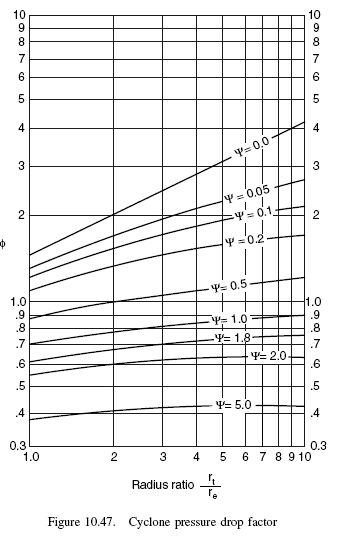 10 10
9 9
8 8
7 7
6 6
5 5
4 4
Ψ= 0.0
3 3
Ψ = 0.05
Ψ= 0.1
2 2
Ψ = 0.2
ϕ
Ψ= 0.5
1.0 1.0
.9 .9
Ψ= 1.0
.8 .8
Ψ= 1.8
.7 .7
Ψ= 2.0
.6 .6
.5 .5
Ψ= 5.0
.4 .4
0.3 0.3
1.0 2 3 4 5 6 7 8 9 10
Radius ratio rt
re
Figure 10.47. Cyclone pressure drop factor